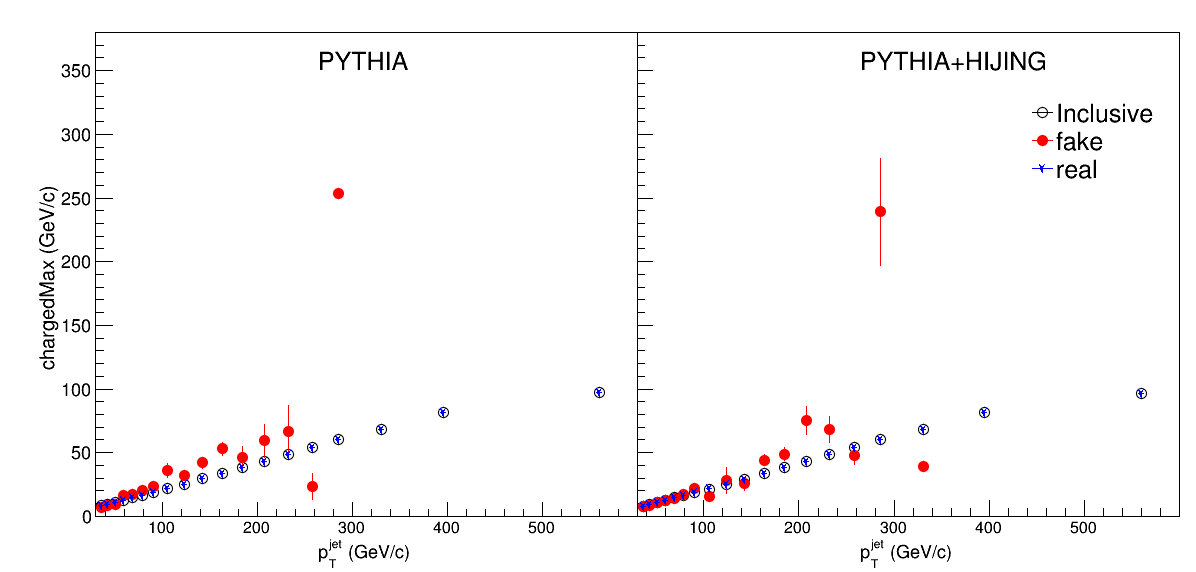 PYTHIA
PYTHIA+HIJING
Inclusive
fake
real
chargedMax (GeV/c)
350
300
250
200
150
100
50
0
100 200 300 400 500
100 200 300 400 500
p_T^jet (GeV/c)
p_T^jet (GeV/c)